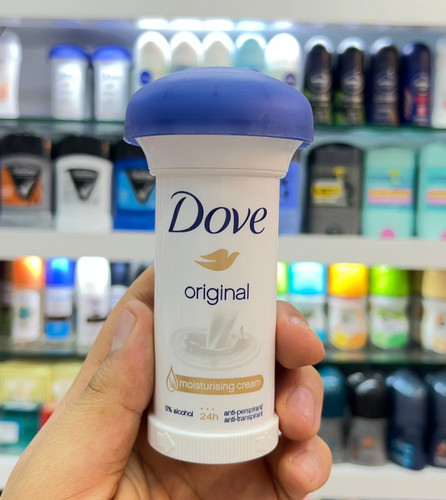 Dove
original
moisturising cream
0% alcohol
24h
anti-perspirant
anti-transpirant